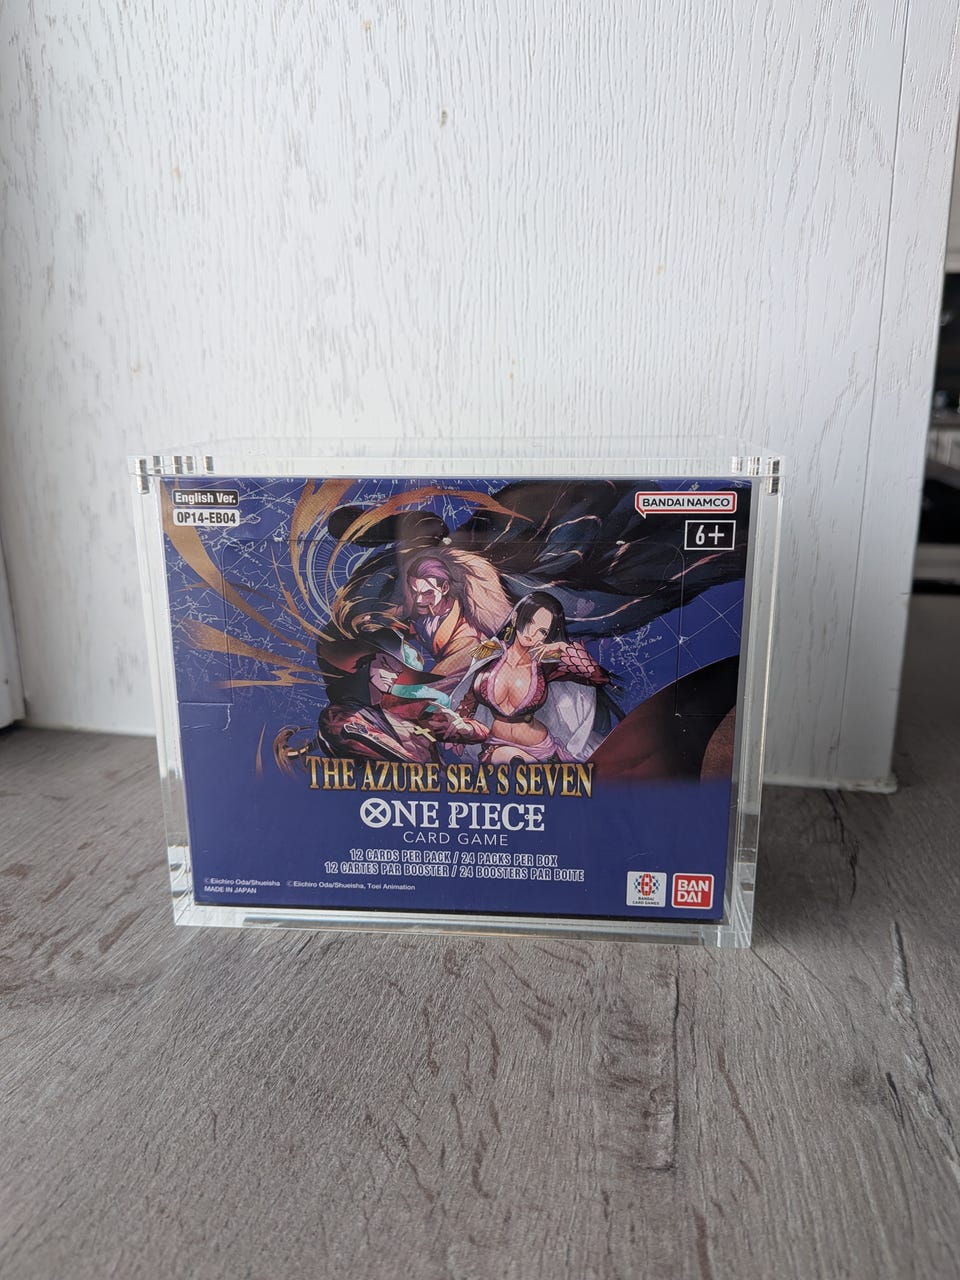 English Ver.
OP14-EB04
BANDAI NAMCO
6+
THE AZURE SEA'S SEVEN
ONE PIECE
CARD GAME
12 CARDS PER PACK / 24 PACKS PER BOX
12 CARTES PAR BOOSTER / 24 BOOSTERS PAR BOITE
©Eiichiro Oda/Shueisha ©Eiichiro Oda/Shueisha, Toei Animation
MADE IN JAPAN
BANDAI
CARD GAMES
BAN
DAI